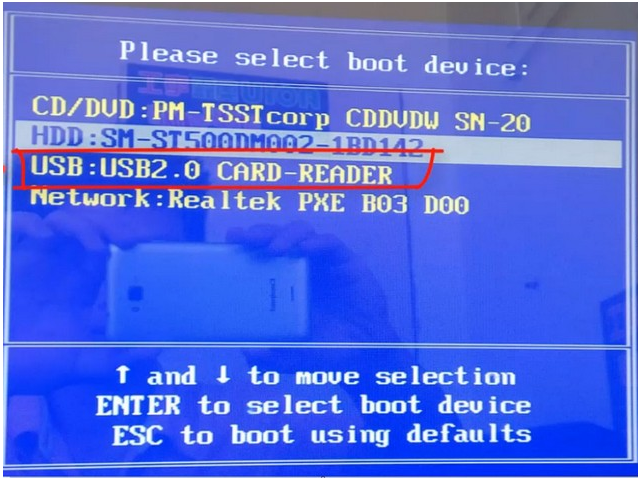 Please select boot device:
CD/DVD:PM-TSSTcorp CDDVDW SN-20
HDD:SM-ST500DM002-1BD142
USB:USB2.0 CARD-READER
Network:Realtek PXE B03 D00
↑ and ↓ to move selection
ENTER to select boot device
ESC to boot using defaults